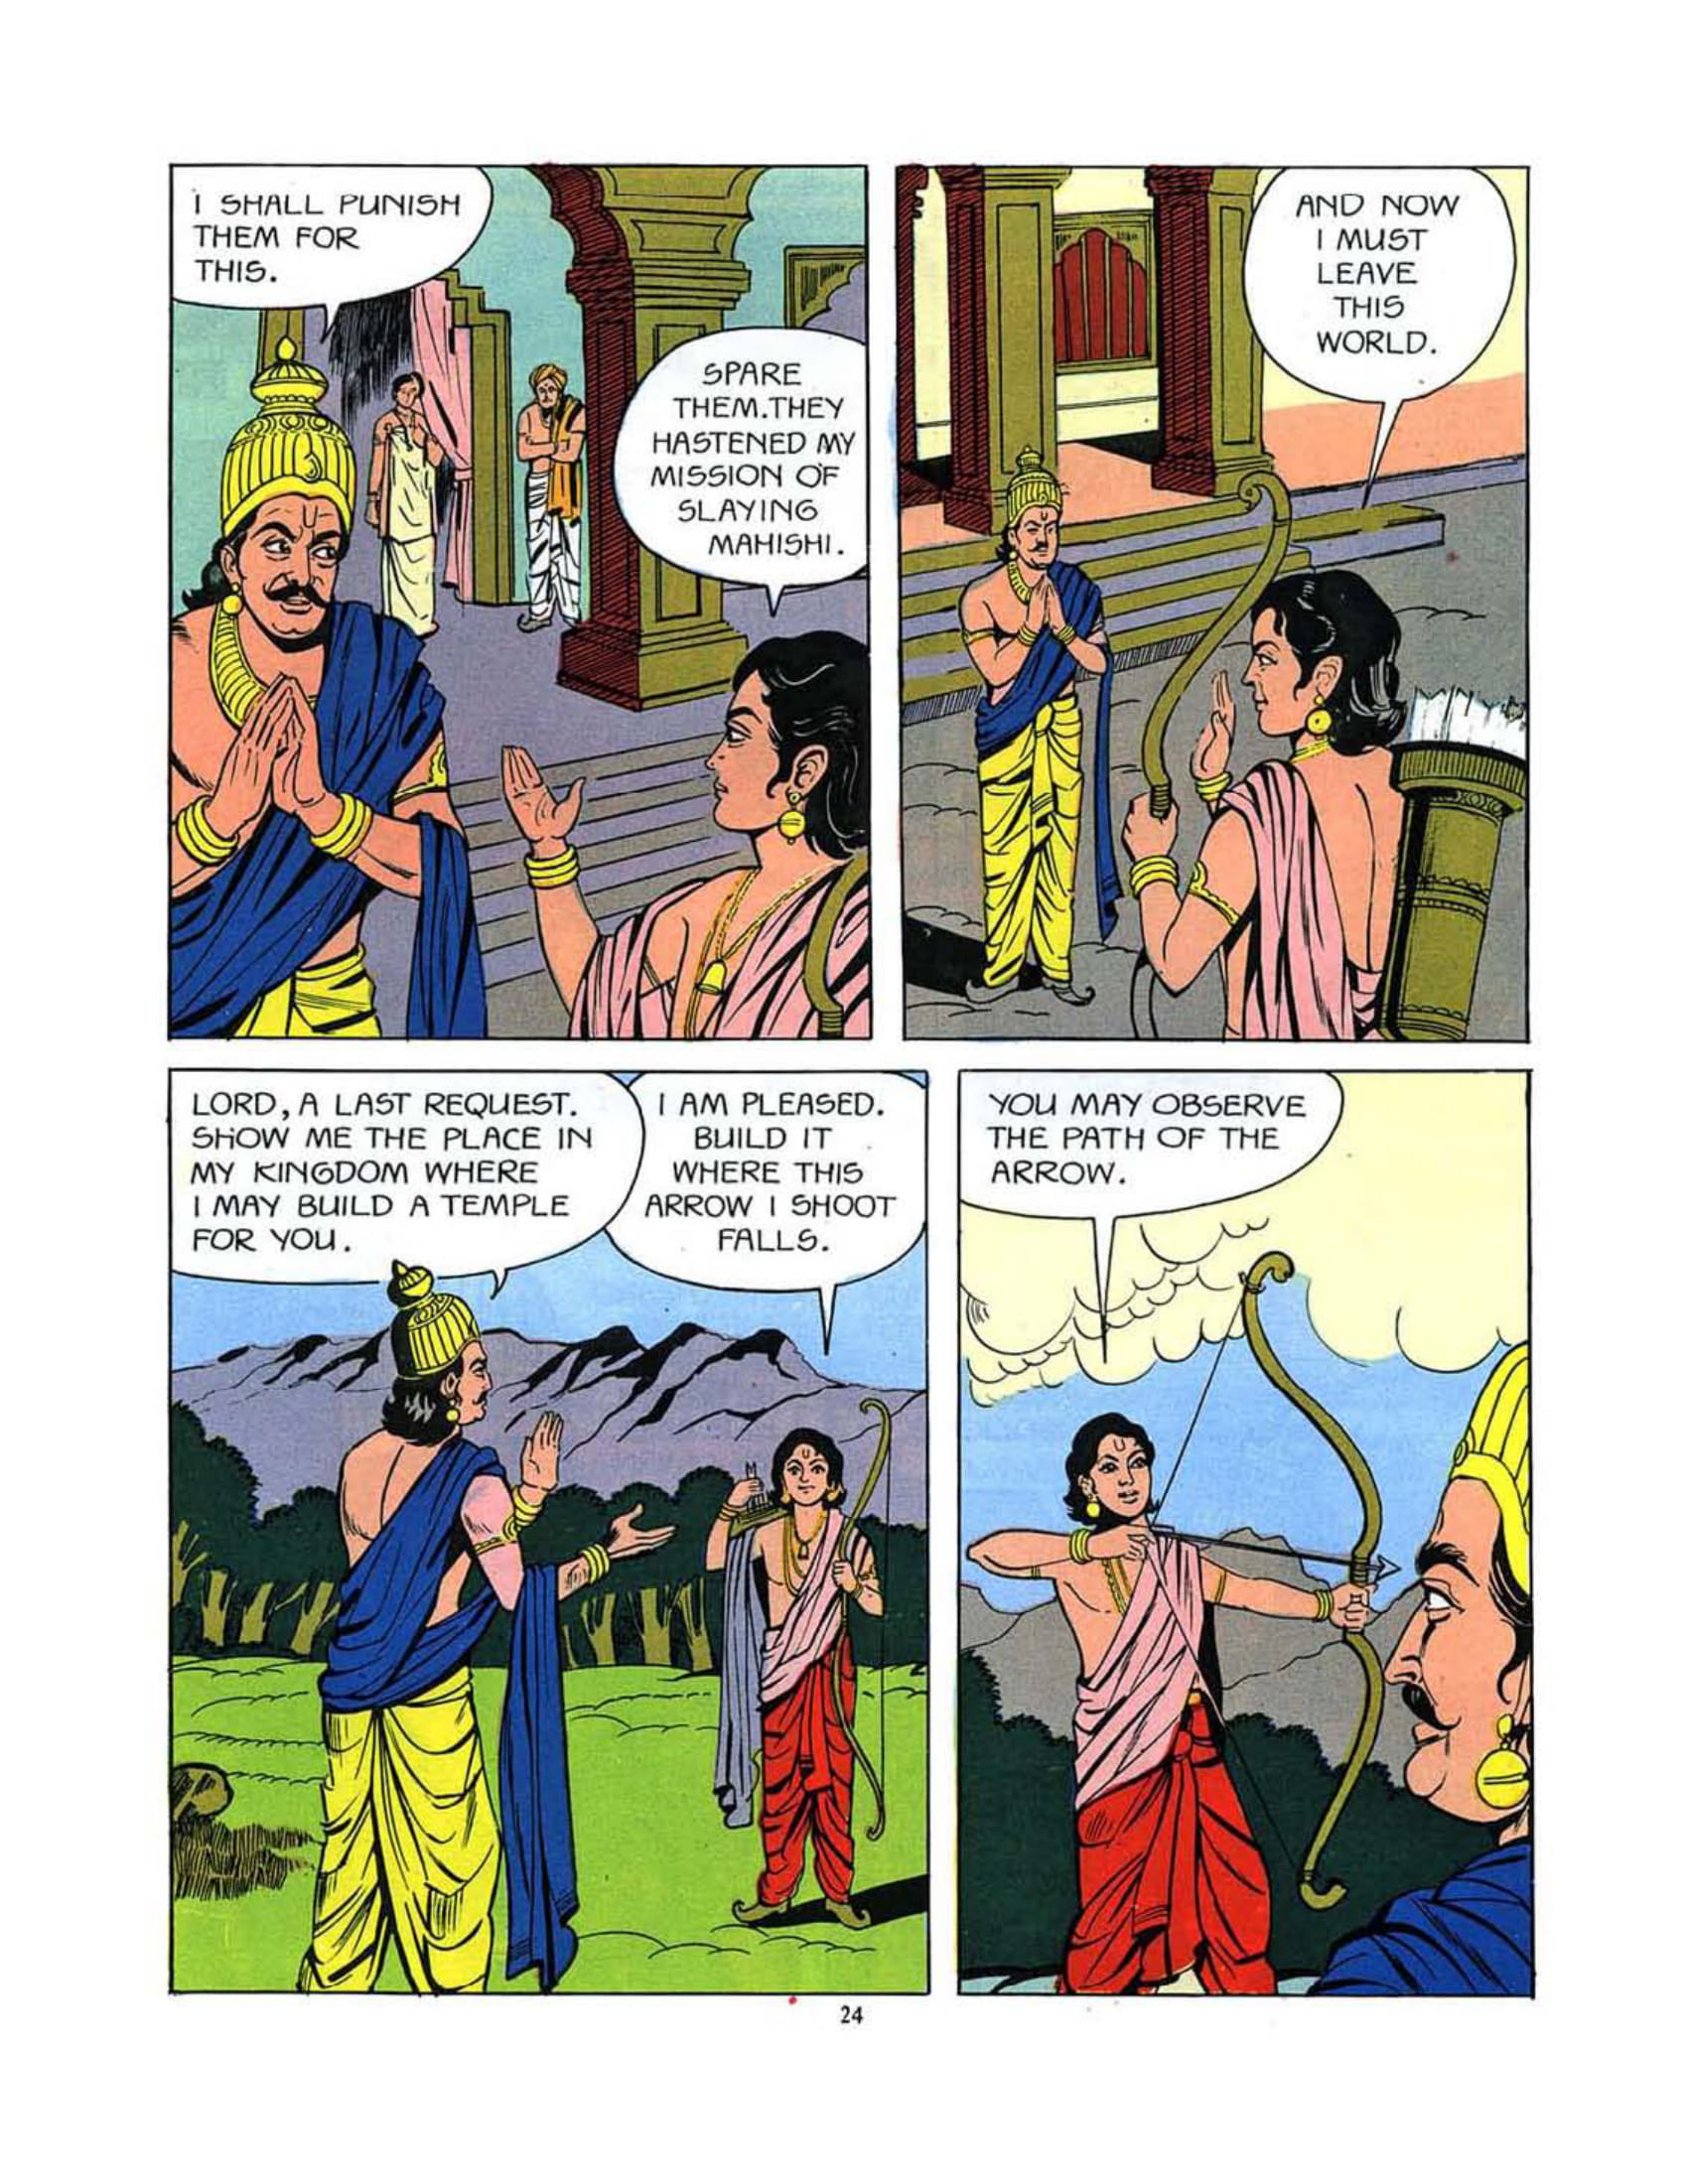 I SHALL PUNISH
THEM FOR
THIS.
SPARE
THEM.THEY
HASTENED MY
MISSION OF
SLAYING
MAHISHI.
AND NOW
I MUST
LEAVE
THIS
WORLD.
LORD, A LAST REQUEST.
SHOW ME THE PLACE IN
MY KINGDOM WHERE
I MAY BUILD A TEMPLE
FOR YOU.
I AM PLEASED.
BUILD IT
WHERE THIS
ARROW I SHOOT
FALLS.
YOU MAY OBSERVE
THE PATH OF THE
ARROW.
24